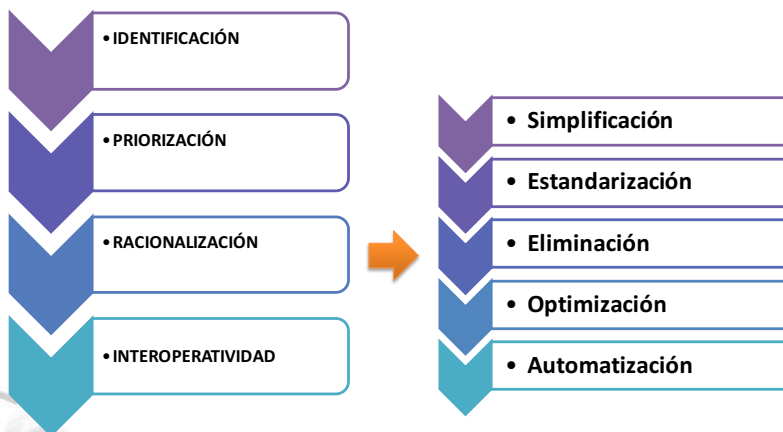 • IDENTIFICACIÓN
• PRIORIZACIÓN
• RACIONALIZACIÓN
• INTEROPERATIVIDAD
• Simplificación
• Estandarización
• Eliminación
• Optimización
• Automatización